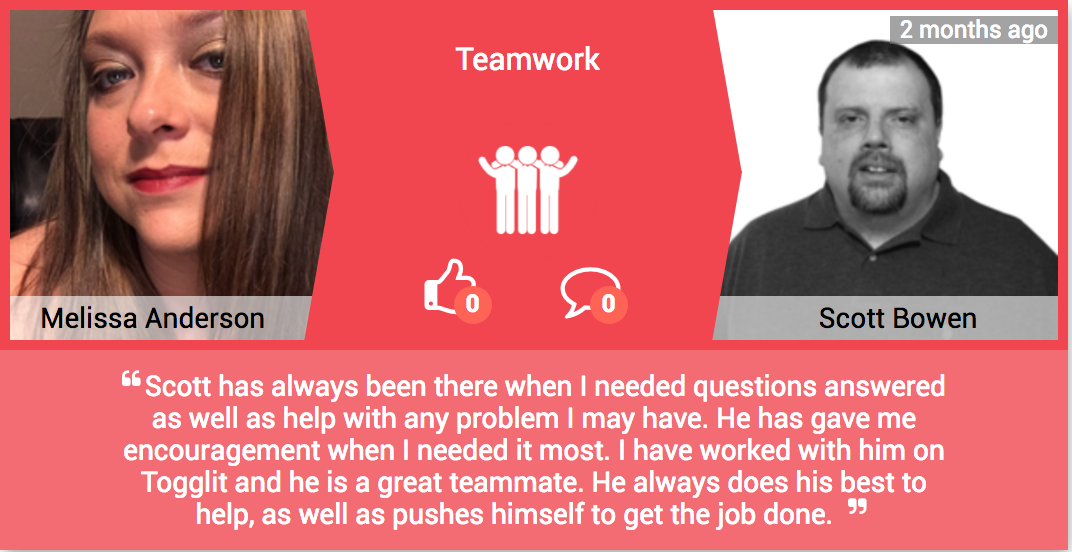 2 months ago
Teamwork
0
0
Melissa Anderson
Scott Bowen
“Scott has always been there when I needed questions answered
as well as help with any problem I may have. He has gave me
encouragement when I needed it most. I have worked with him on
Togglit and he is a great teammate. He always does his best to
help, as well as pushes himself to get the job done. ”